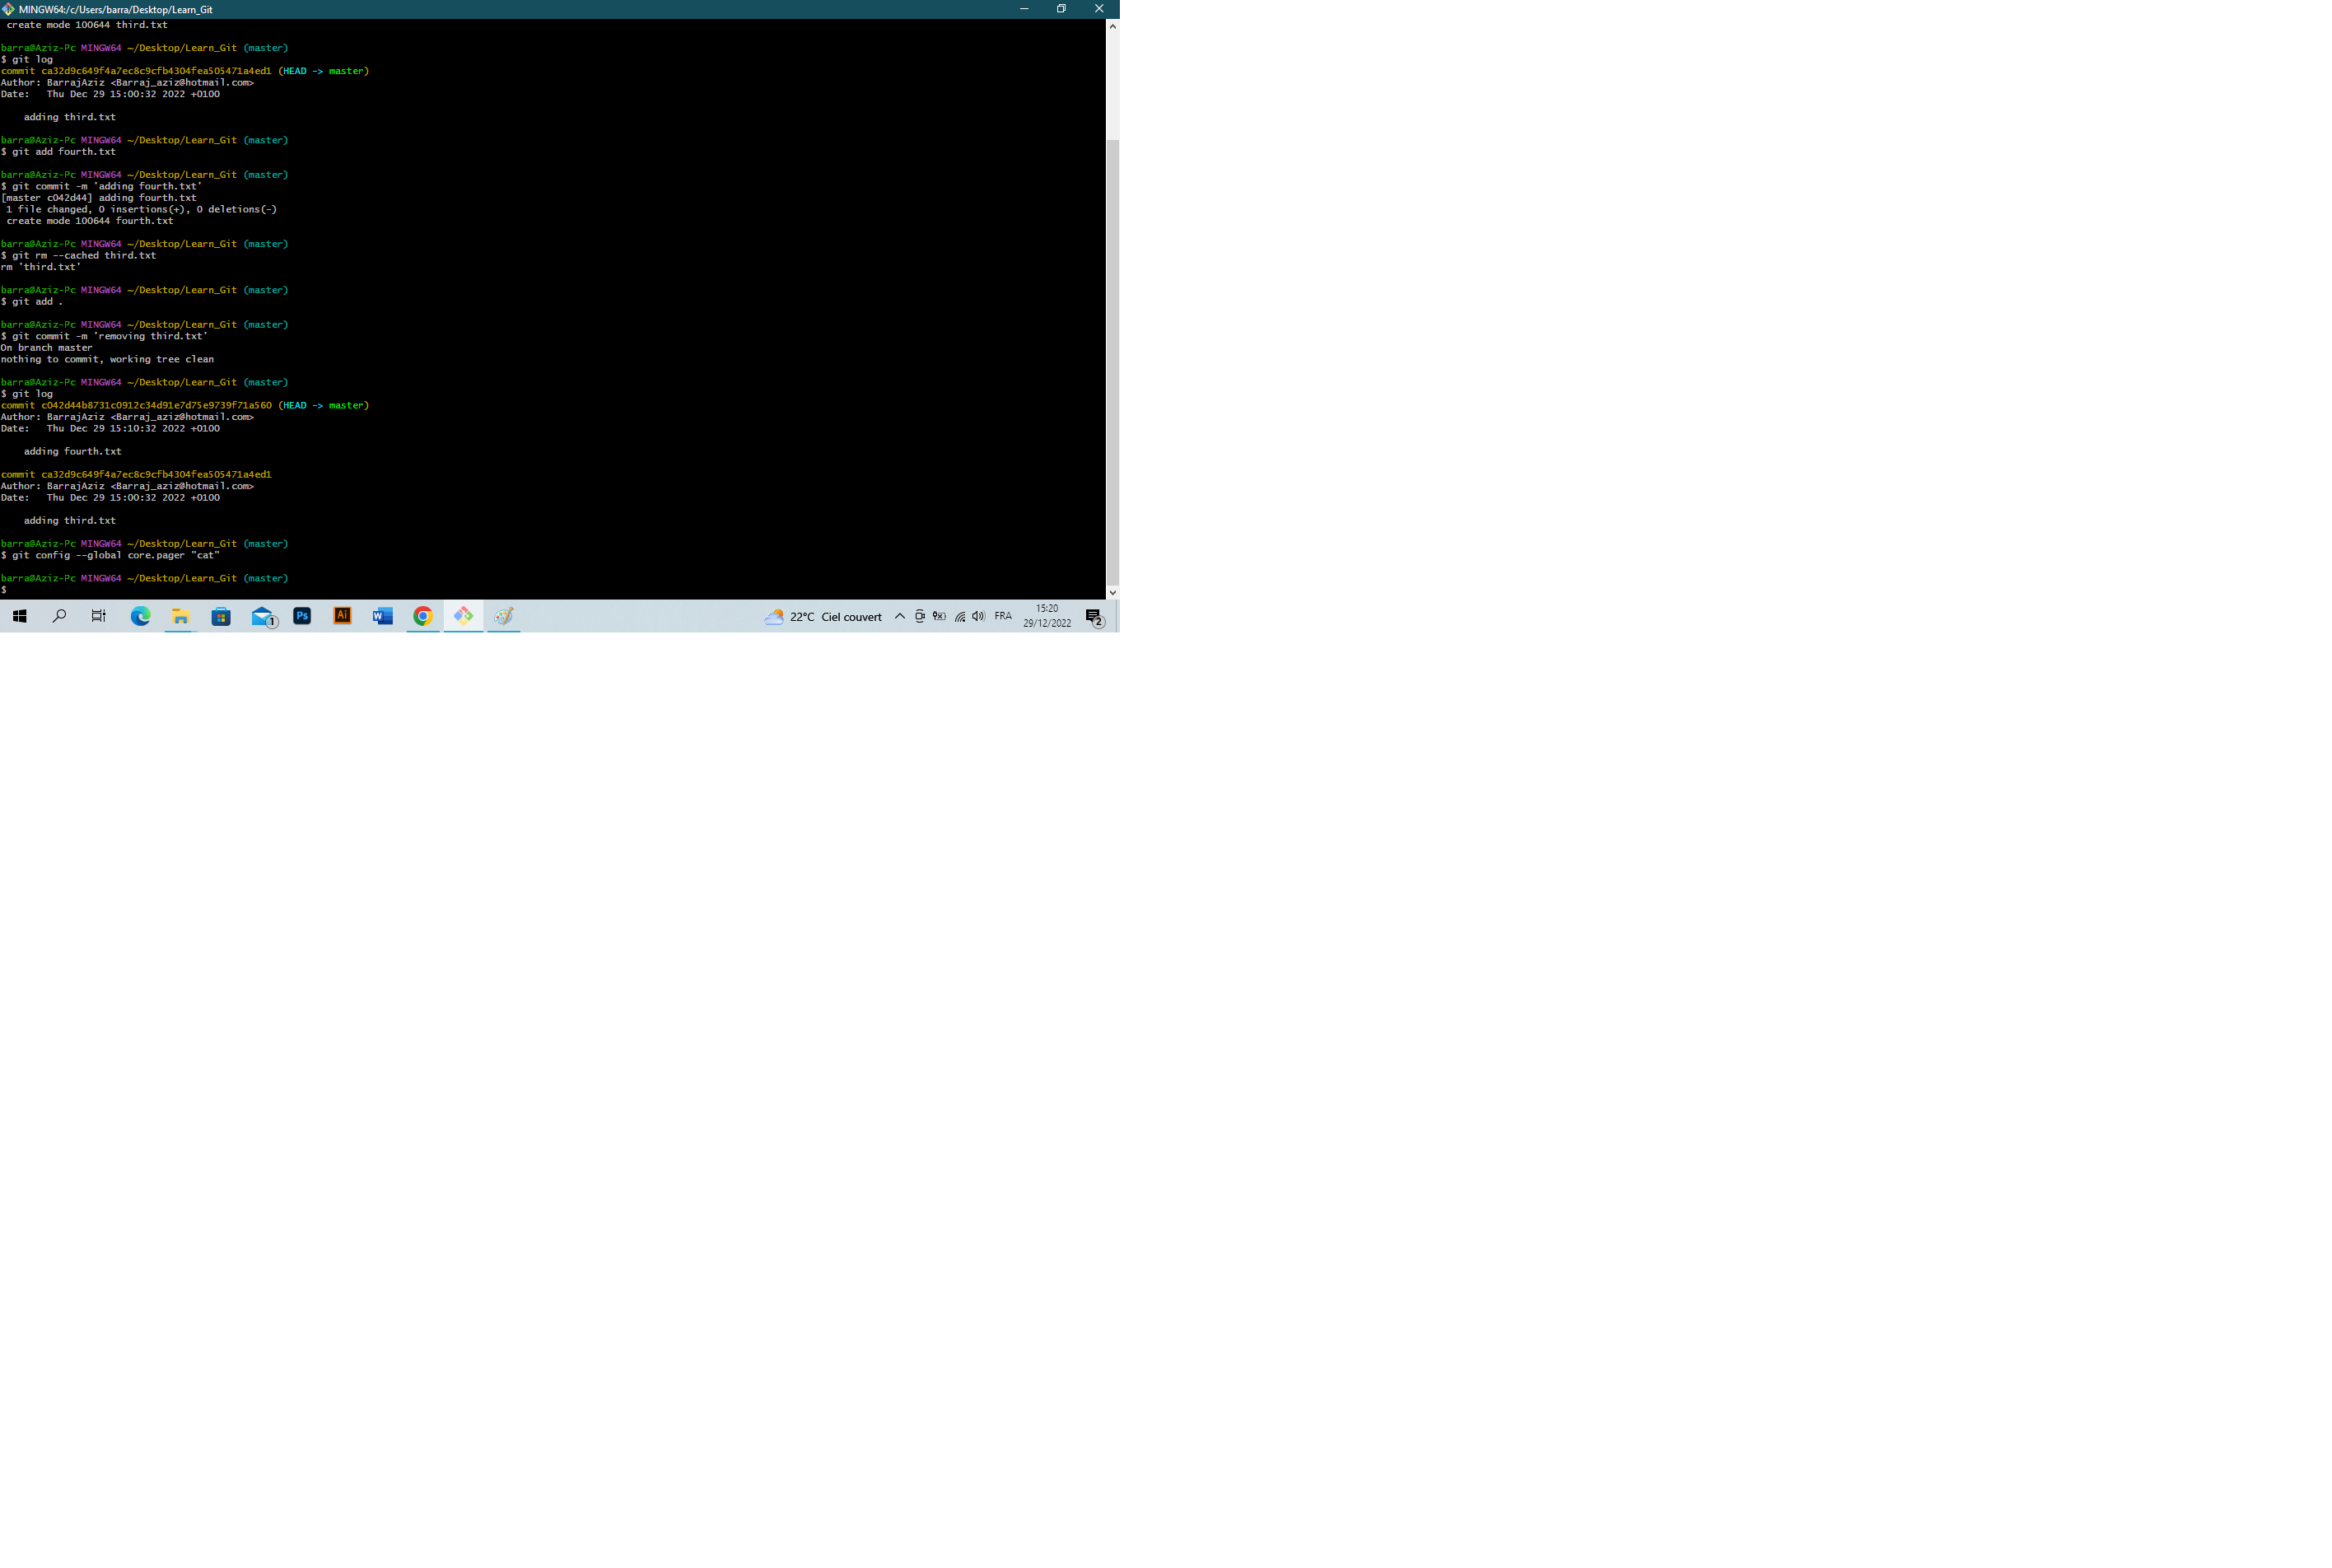 MINGW64:/c/Users/barra/Desktop/Learn_Git
 create mode 100644 third.txt
barra@Aziz-Pc MINGW64 ~/Desktop/Learn_Git (master)
$ git log
commit ca32d9c649f4a7ec8c9cfb4304fea505471a4ed1 (HEAD -> master)
Author: BarrajAziz <Barraj_aziz@hotmail.com>
Date:   Thu Dec 29 15:00:32 2022 +0100
    adding third.txt
barra@Aziz-Pc MINGW64 ~/Desktop/Learn_Git (master)
$ git add fourth.txt
barra@Aziz-Pc MINGW64 ~/Desktop/Learn_Git (master)
$ git commit -m 'adding fourth.txt'
[master c042d44] adding fourth.txt
 1 file changed, 0 insertions(+), 0 deletions(-)
 create mode 100644 fourth.txt
barra@Aziz-Pc MINGW64 ~/Desktop/Learn_Git (master)
$ git rm --cached third.txt
rm 'third.txt'
barra@Aziz-Pc MINGW64 ~/Desktop/Learn_Git (master)
$ git add .
barra@Aziz-Pc MINGW64 ~/Desktop/Learn_Git (master)
$ git commit -m 'removing third.txt'
On branch master
nothing to commit, working tree clean
barra@Aziz-Pc MINGW64 ~/Desktop/Learn_Git (master)
$ git log
commit c042d44b8731c0912c34d91e7d75e9739f71a560 (HEAD -> master)
Author: BarrajAziz <Barraj_aziz@hotmail.com>
Date:   Thu Dec 29 15:10:32 2022 +0100
    adding fourth.txt
commit ca32d9c649f4a7ec8c9cfb4304fea505471a4ed1
Author: BarrajAziz <Barraj_aziz@hotmail.com>
Date:   Thu Dec 29 15:00:32 2022 +0100
    adding third.txt
barra@Aziz-Pc MINGW64 ~/Desktop/Learn_Git (master)
$ git config --global core.pager "cat"
barra@Aziz-Pc MINGW64 ~/Desktop/Learn_Git (master)
$
1 Ps Ai W 22°C Ciel couvert FRA 15:20
29/12/2022 2